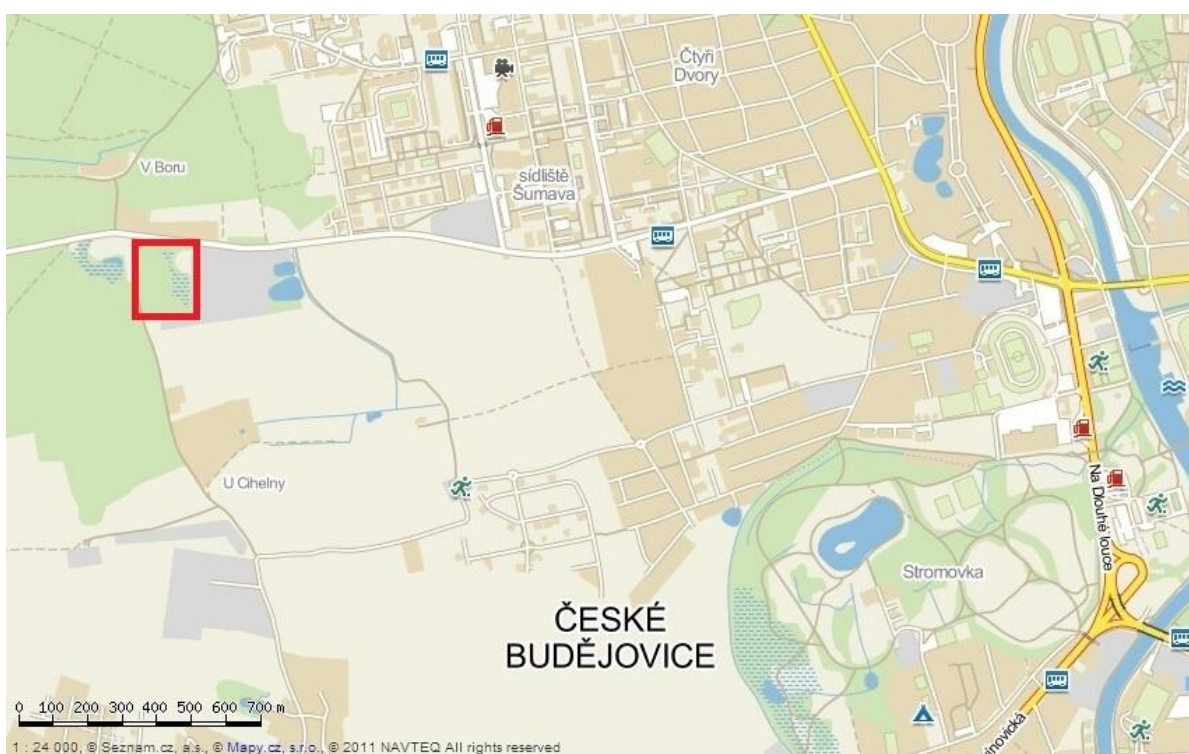 Čtyři
Dvory
V Boru
sídliště
Šumava
U Cihelny
Na Dlouhé louce
Stromovka
ČESKÉ
BUDĚJOVICE
0 100 200 300 400 500 600 700 m
1 : 24 000, © Seznam.cz, a.s., © Mapy.cz, s.r.o., © 2011 NAVTEQ All rights reserved